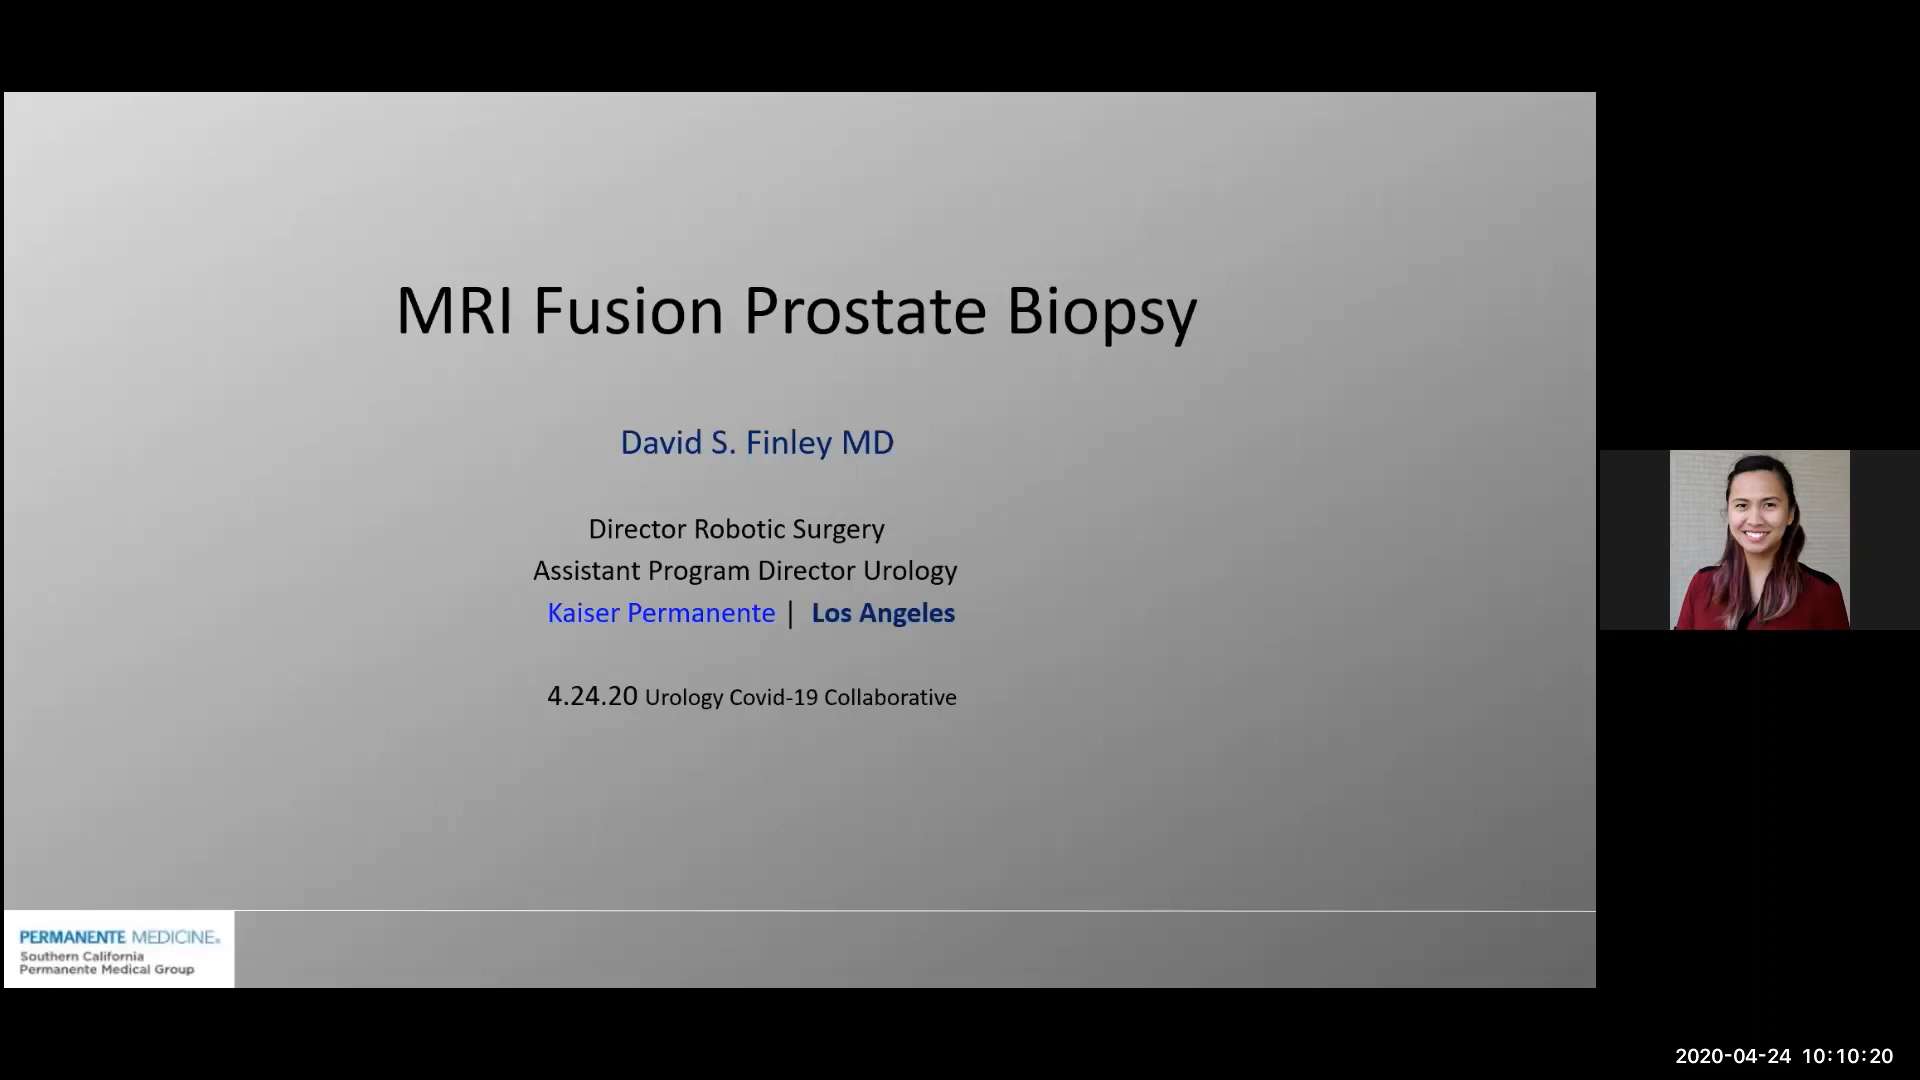 MRI Fusion Prostate Biopsy
David S. Finley MD
Director Robotic Surgery
Assistant Program Director Urology
Kaiser Permanente | Los Angeles
4.24.20 Urology Covid-19 Collaborative
PERMANENTE MEDICINE®
Southern California
Permanente Medical Group
2020-04-24 10:10:20